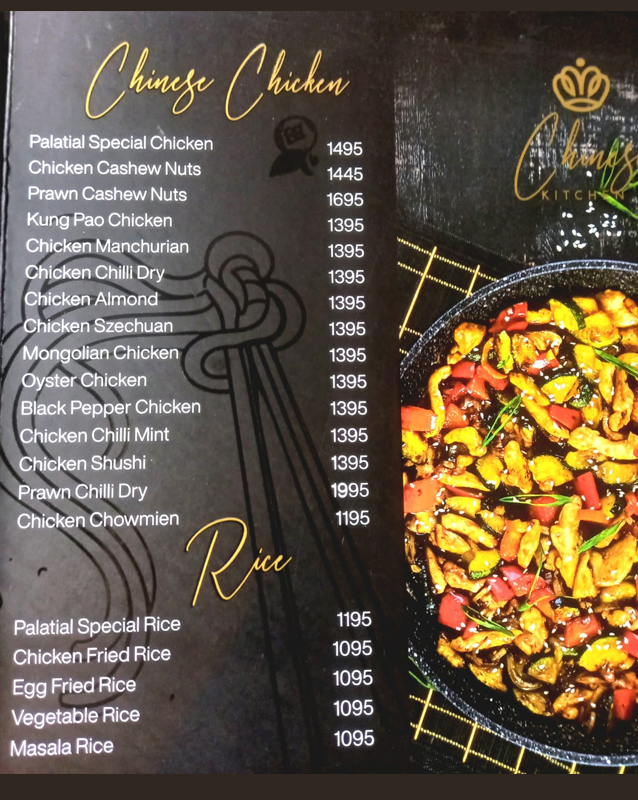 Chinese Chicken
Palatial Special Chicken 1495
Chicken Cashew Nuts 1445
Prawn Cashew Nuts 1695
Kung Pao Chicken 1395
Chicken Manchurian 1395
Chicken Chilli Dry 1395
Chicken Almond 1395
Chicken Szechuan 1395
Mongolian Chicken 1395
Oyster Chicken 1395
Black Pepper Chicken 1395
Chicken Chilli Mint 1395
Chicken Shushi 1395
Prawn Chilli Dry 1995
Chicken Chowmien 1195
Rice
Palatial Special Rice 1195
Chicken Fried Rice 1095
Egg Fried Rice 1095
Vegetable Rice 1095
Masala Rice 1095
KITCHEN